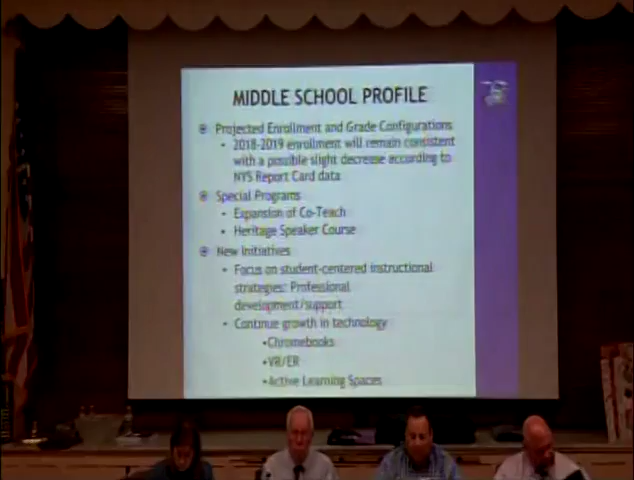 MIDDLE SCHOOL PROFILE
Projected Enrollment and Grade Configurations
• 2018-2019 enrollment will remain consistent
with a possible slight decrease according to
NYS Report Card data
Special Programs
• Expansion of Co-Teach
• Heritage Speaker Course
New Initiatives
• Focus on student-centered instructional
strategies: Professional
development/support
• Continue growth in technology
•Chromebooks
•VR/ER
•Active Learning Spaces